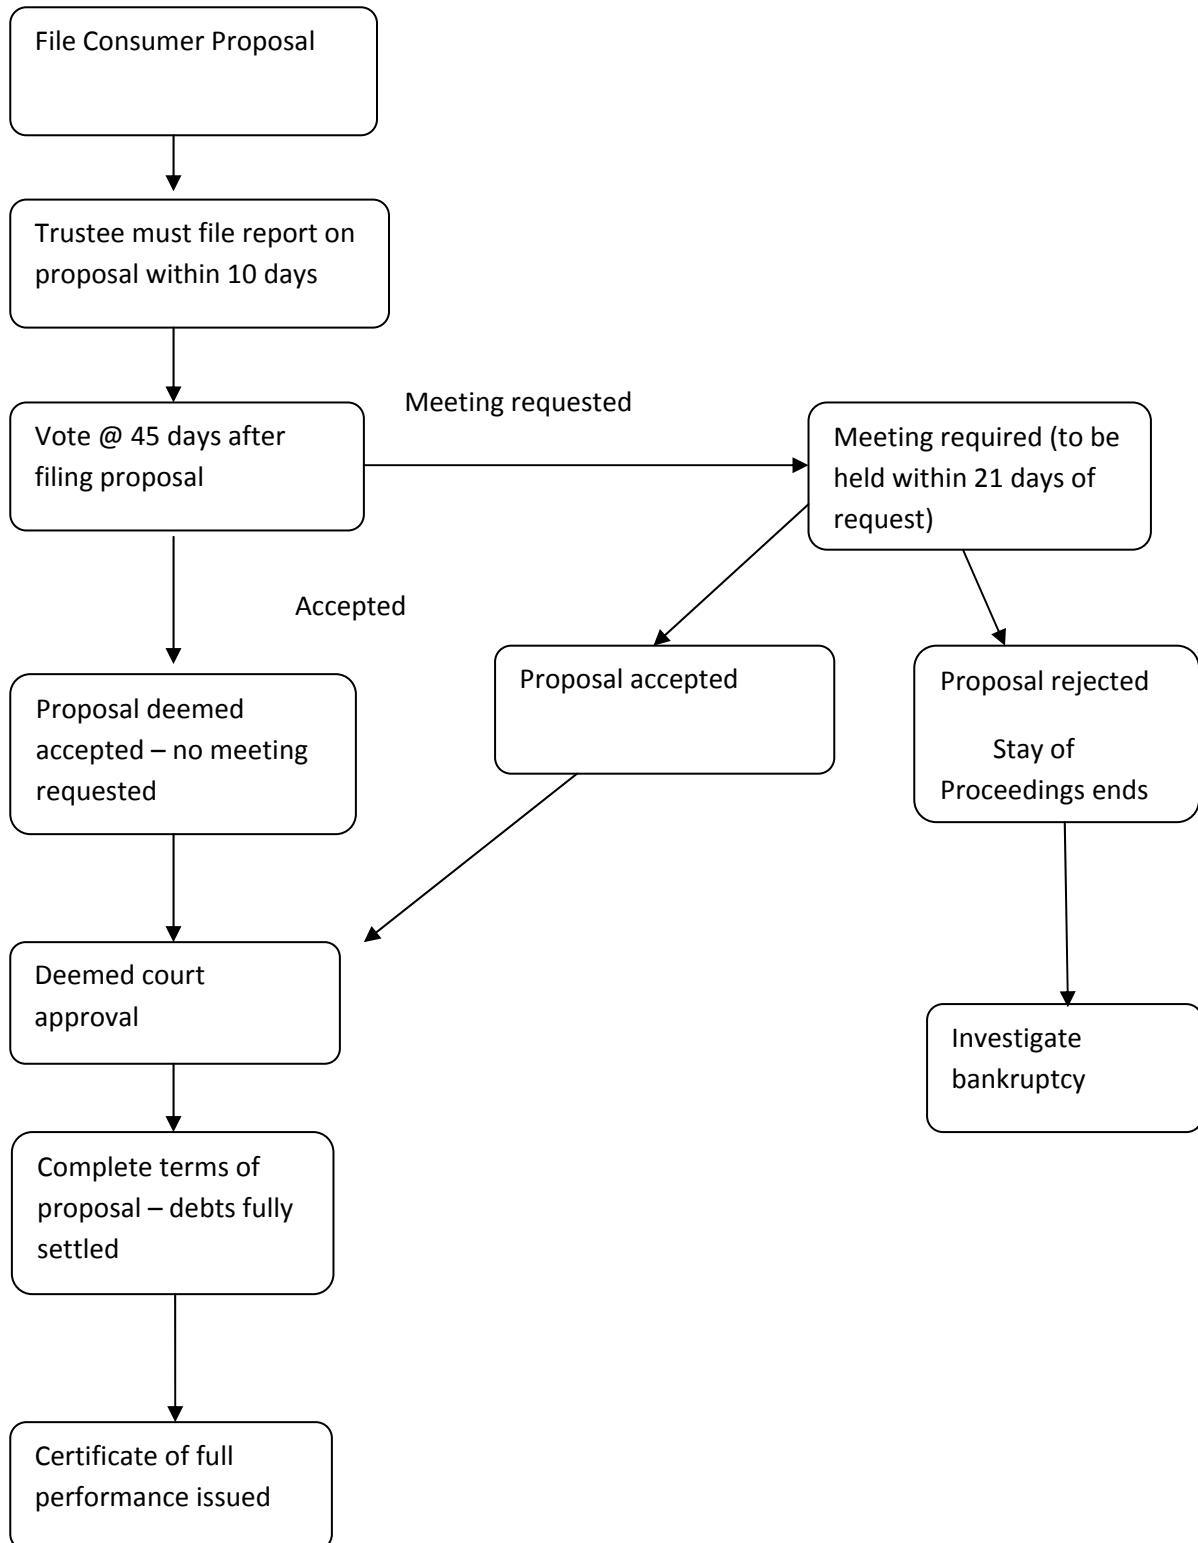 File Consumer Proposal
Trustee must file report on
proposal within 10 days
Meeting requested
Vote @ 45 days after
filing proposal
Meeting required (to be
held within 21 days of
request)
Accepted
Proposal accepted
Proposal rejected
Stay of
Proceedings ends
Proposal deemed
accepted – no meeting
requested
Deemed court
approval
Investigate
bankruptcy
Complete terms of
proposal – debts fully
settled
Certificate of full
performance issued